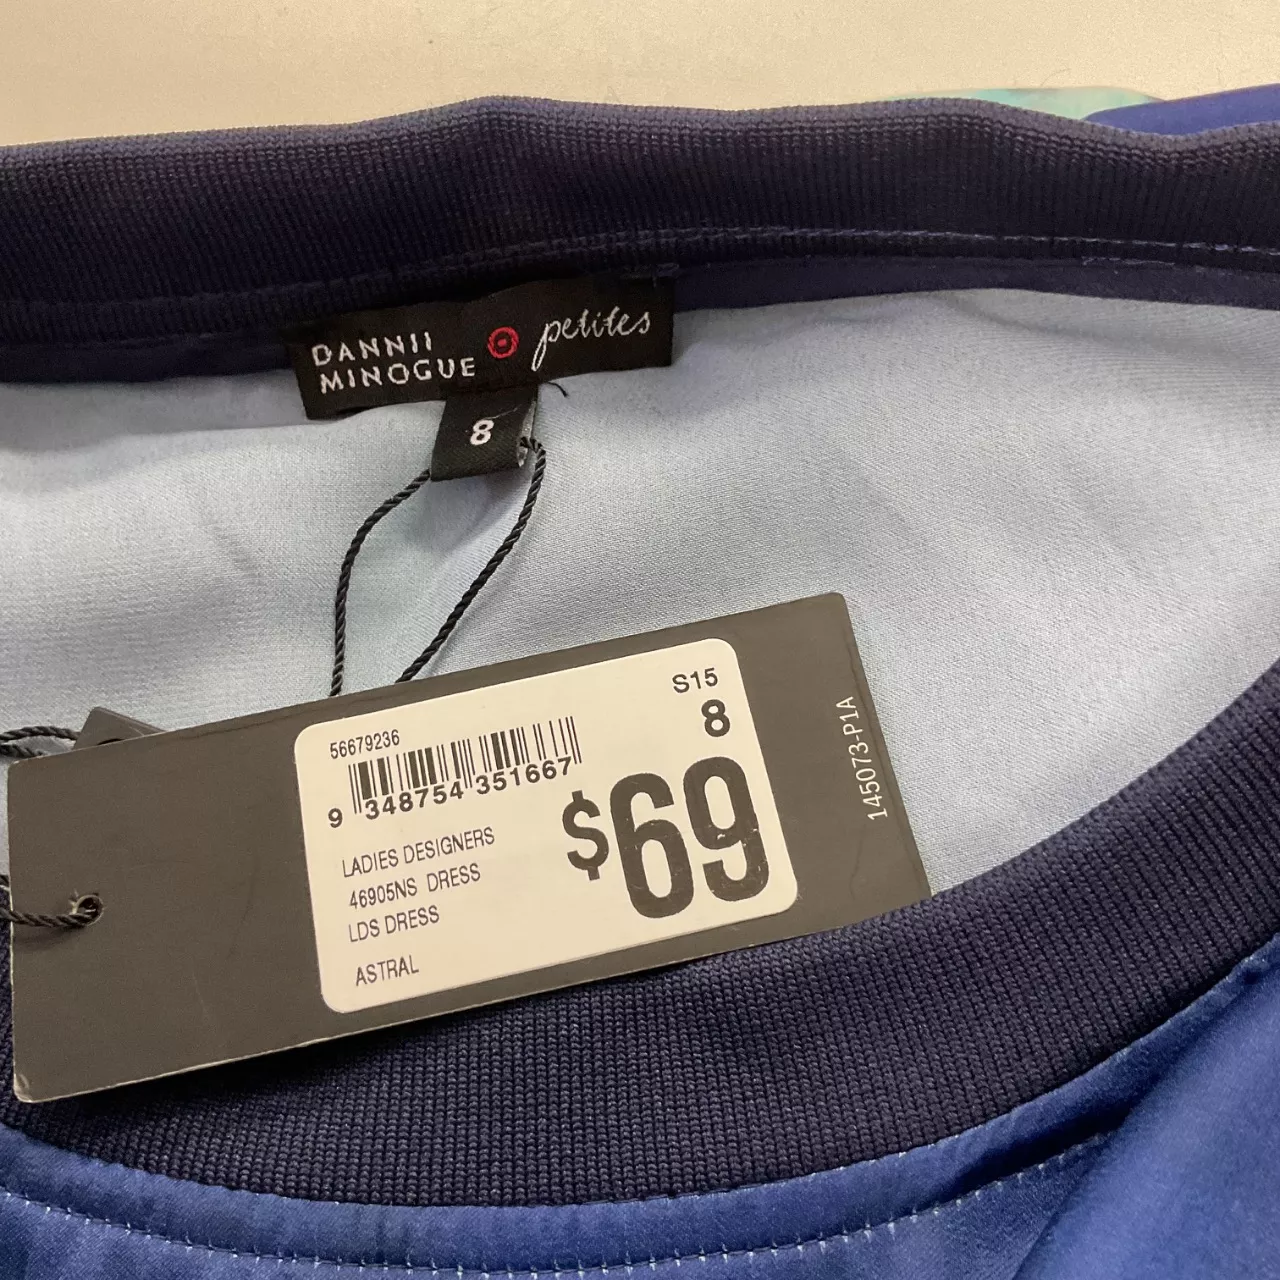 DANNII
MINOGUE
petites
8
S15
8
56679236
9 348754 351667
$69
LADIES DESIGNERS
46905NS DRESS
LDS DRESS
ASTRAL
145073-P1A